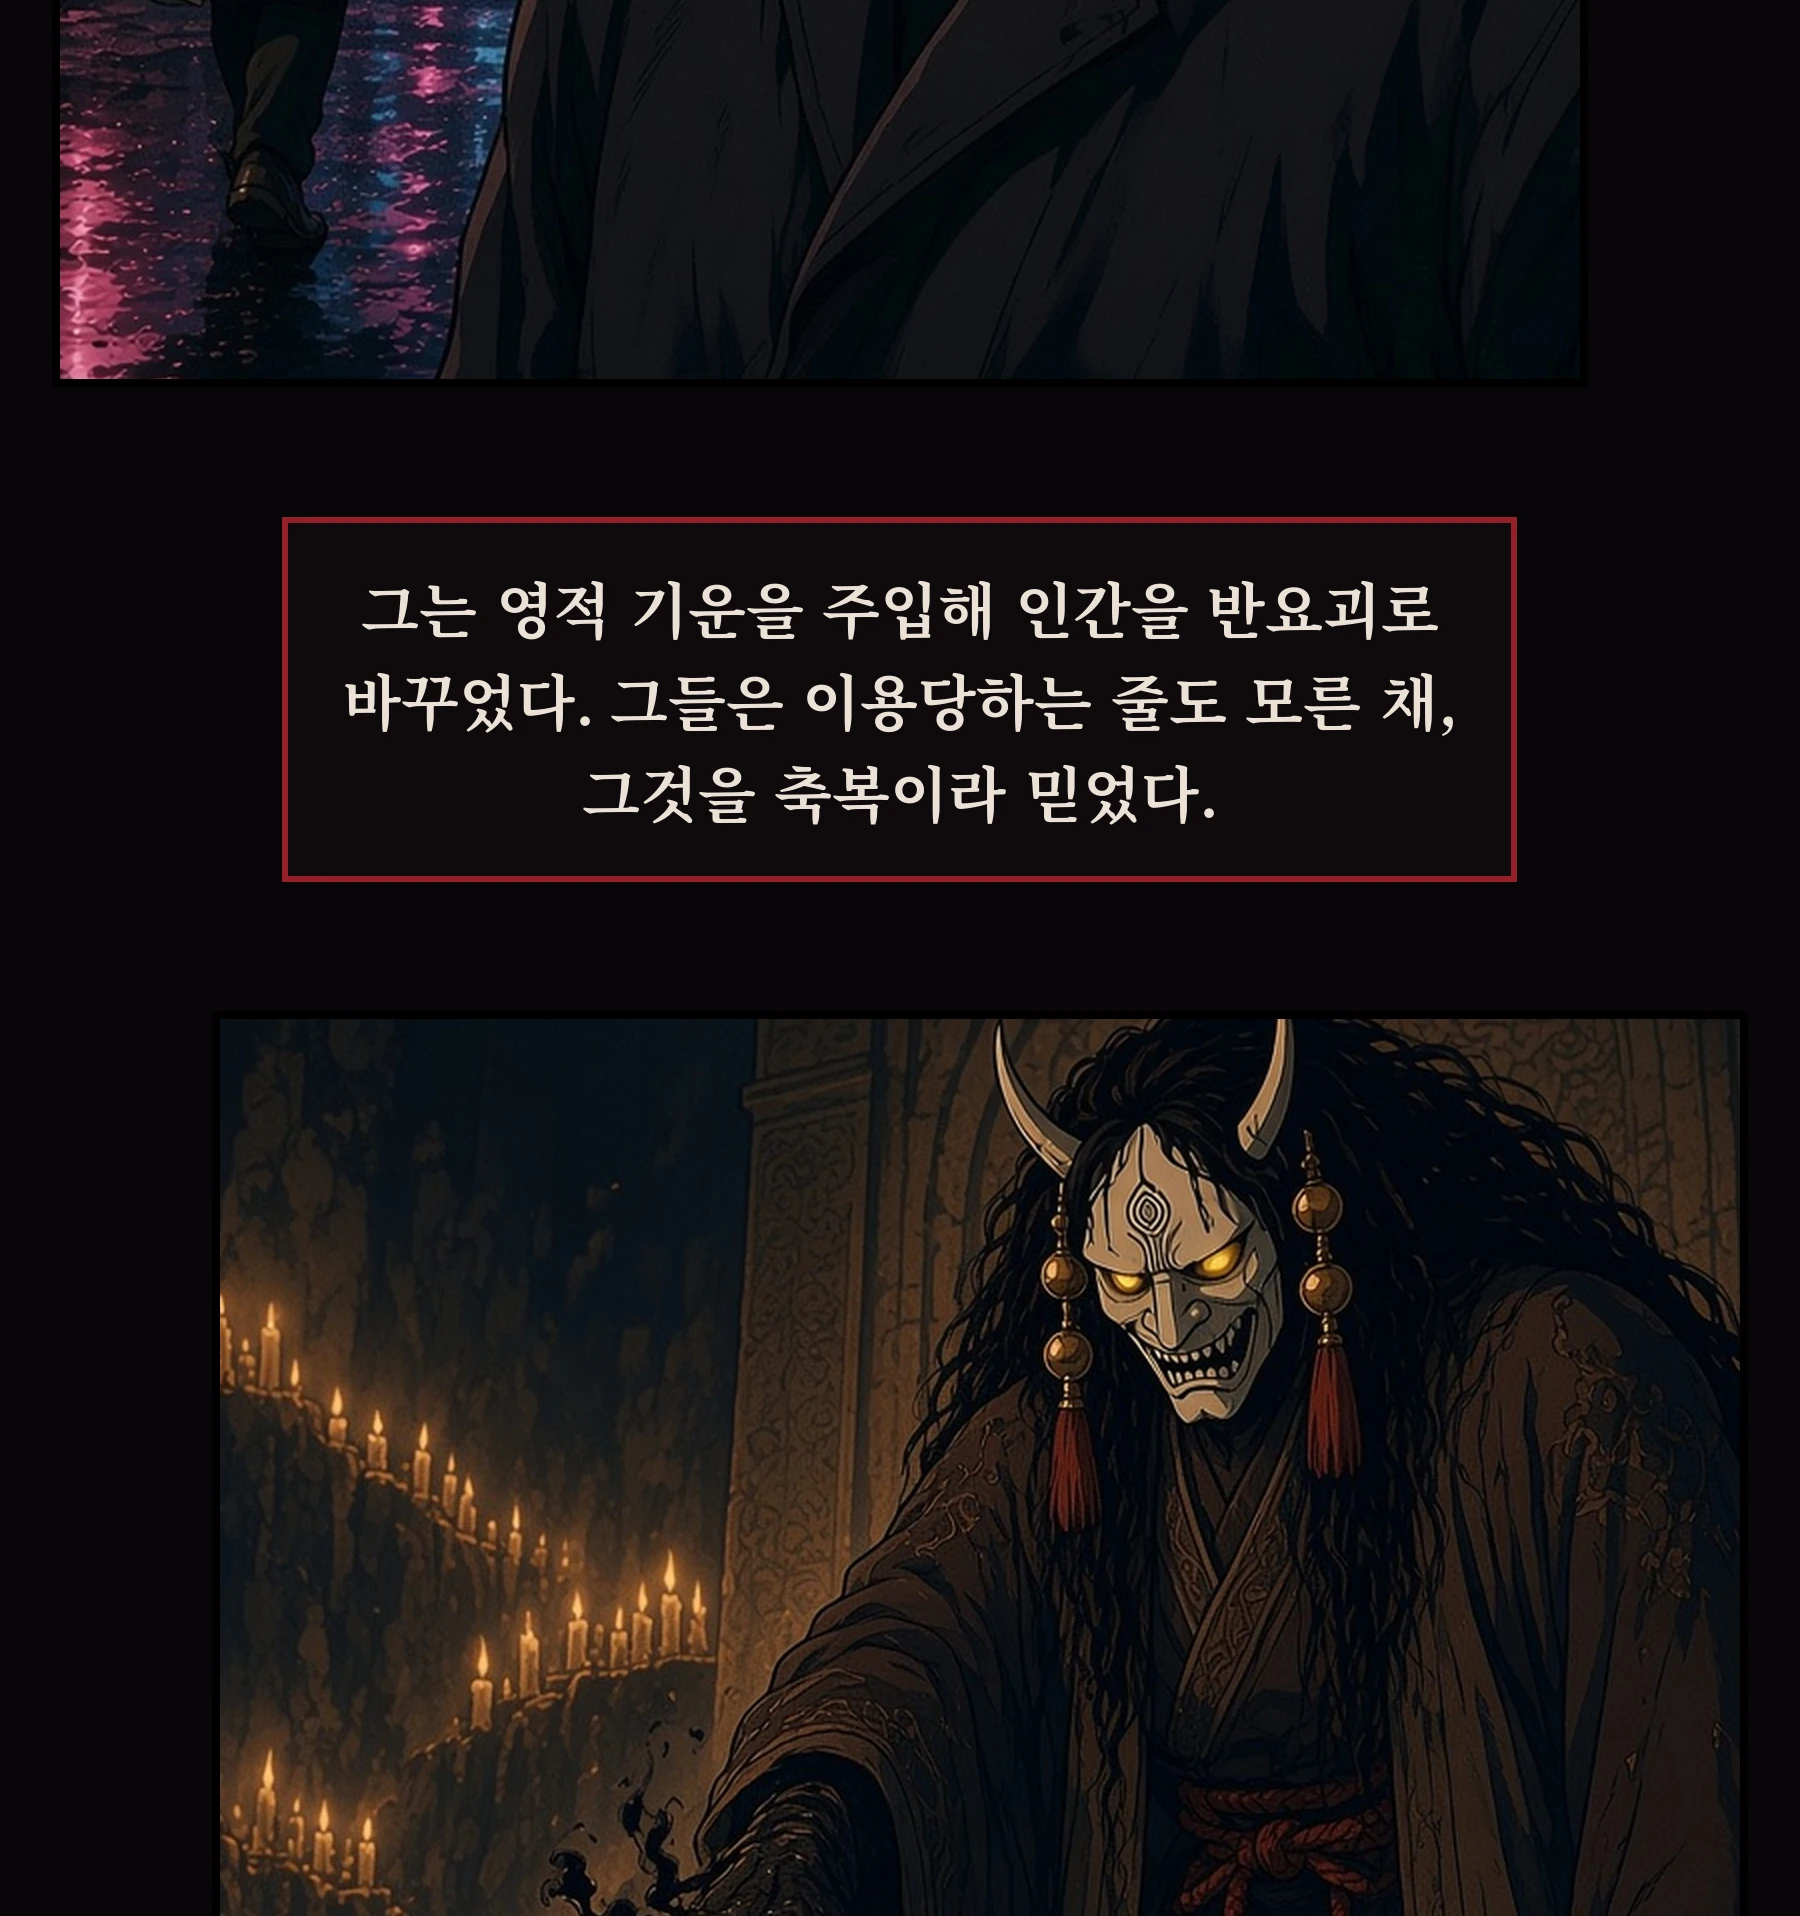 그는 영적 기운을 주입해 인간을 반요괴로
바꾸었다. 그들은 이용당하는 줄도 모른 채,
그것을 축복이라 믿었다.